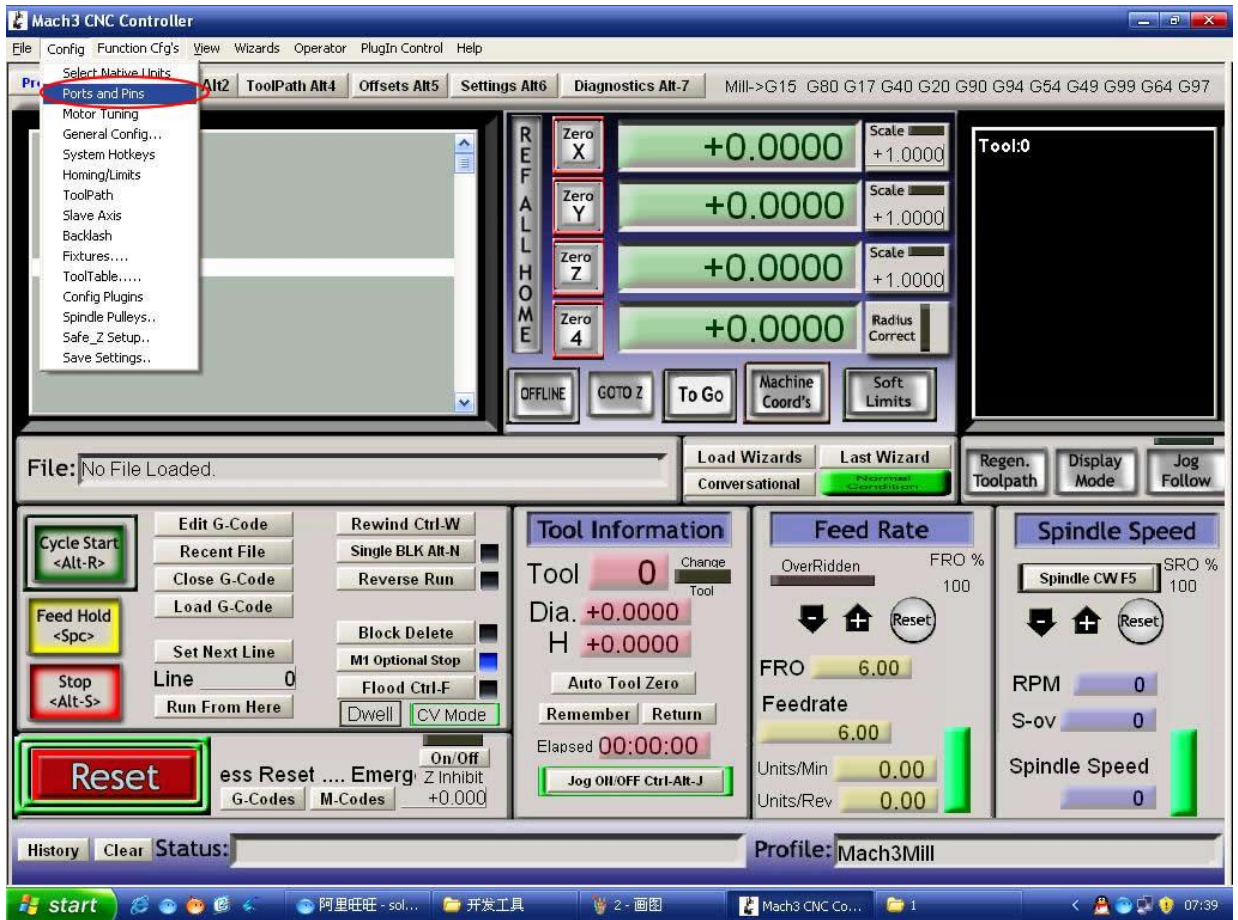 Mach3 CNC Controller
File Config Function Cfg's View Wizards Operator PlugIn Control Help
Select Native Units
Ports and Pins
Motor Tuning
General Config...
System Hotkeys
Homing/Limits
ToolPath
Slave Axis
Backlash
Fixtures....
ToolTable.....
Config Plugins
Spindle Pulleys..
Safe_Z Setup..
Save Settings..
Alt2 ToolPath Alt4 Offsets Alt5 Settings Alt6 Diagnostics Alt-7 Mill->G15 G80 G17 G40 G20 G90 G94 G54 G49 G99 G64 G97
REF ALL HOME
Zero X +0.0000 Scale +1.0000
Zero Y +0.0000 Scale +1.0000
Zero Z +0.0000 Scale +1.0000
Zero 4 +0.0000 Radius Correct
OFFLINE GOTO Z To Go Machine Coord's Soft Limits
Tool:0
File: No File Loaded.
Load Wizards Last Wizard
Conversational Normal Condition
Regen. Toolpath Display Mode Jog Follow
Cycle Start <Alt-R>
Feed Hold <Spc>
Stop <Alt-S>
Edit G-Code
Recent File
Close G-Code
Load G-Code
Set Next Line
Line 0
Run From Here
Rewind Ctrl-W
Single BLK Alt-N
Reverse Run
Block Delete
M1 Optional Stop
Flood Ctrl-F
Dwell CV Mode
Reset
ess Reset .... Emerg
G-Codes M-Codes
On/Off
Z Inhibit
+0.000
Tool Information
Tool 0 Change Tool
Dia. +0.0000
H +0.0000
Auto Tool Zero
Remember Return
Elapsed 00:00:00
Jog ON/OFF Ctrl-Alt-J
Feed Rate
OverRidden FRO %
100
Reset
FRO 6.00
Feedrate
6.00
Units/Min 0.00
Units/Rev 0.00
Spindle Speed
Spindle CW F5 SRO %
100
Reset
RPM 0
S-ov 0
Spindle Speed
0
History Clear Status:
Profile: Mach3Mill
start 阿里旺旺 - sol... 开发工具 2 - 画图 Mach3 CNC Co... 1 07:39